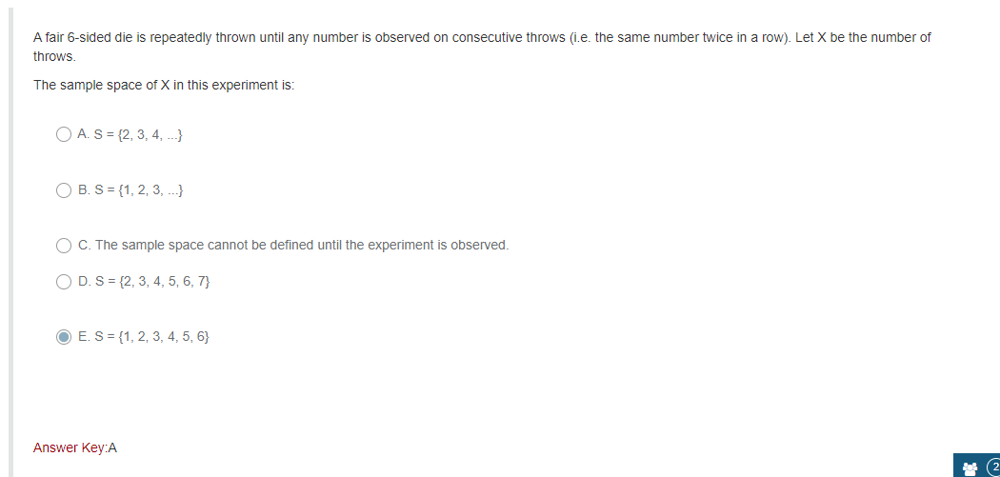 A fair 6-sided die is repeatedly thrown until any number is observed on consecutive throws (i.e. the same number twice in a row). Let X be the number of
throws.
The sample space of X in this experiment is:
A. S = {2, 3, 4, ...}
B. S = {1, 2, 3, ...}
C. The sample space cannot be defined until the experiment is observed.
D. S = {2, 3, 4, 5, 6, 7}
E. S = {1, 2, 3, 4, 5, 6}
Answer Key:A
2